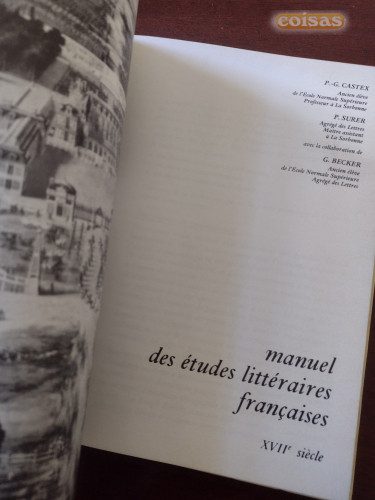 coisas
P.-G. CASTEX
Ancien élève
de l'École Normale Supérieure
Professeur à La Sorbonne
P. SURER
Agrégé des Lettres
Maître assistant
à La Sorbonne
avec la collaboration de
G. BECKER
Ancien élève
de l'École Normale Supérieure
Agrégé des Lettres
manuel
des études littéraires
françaises
XVIIe siècle